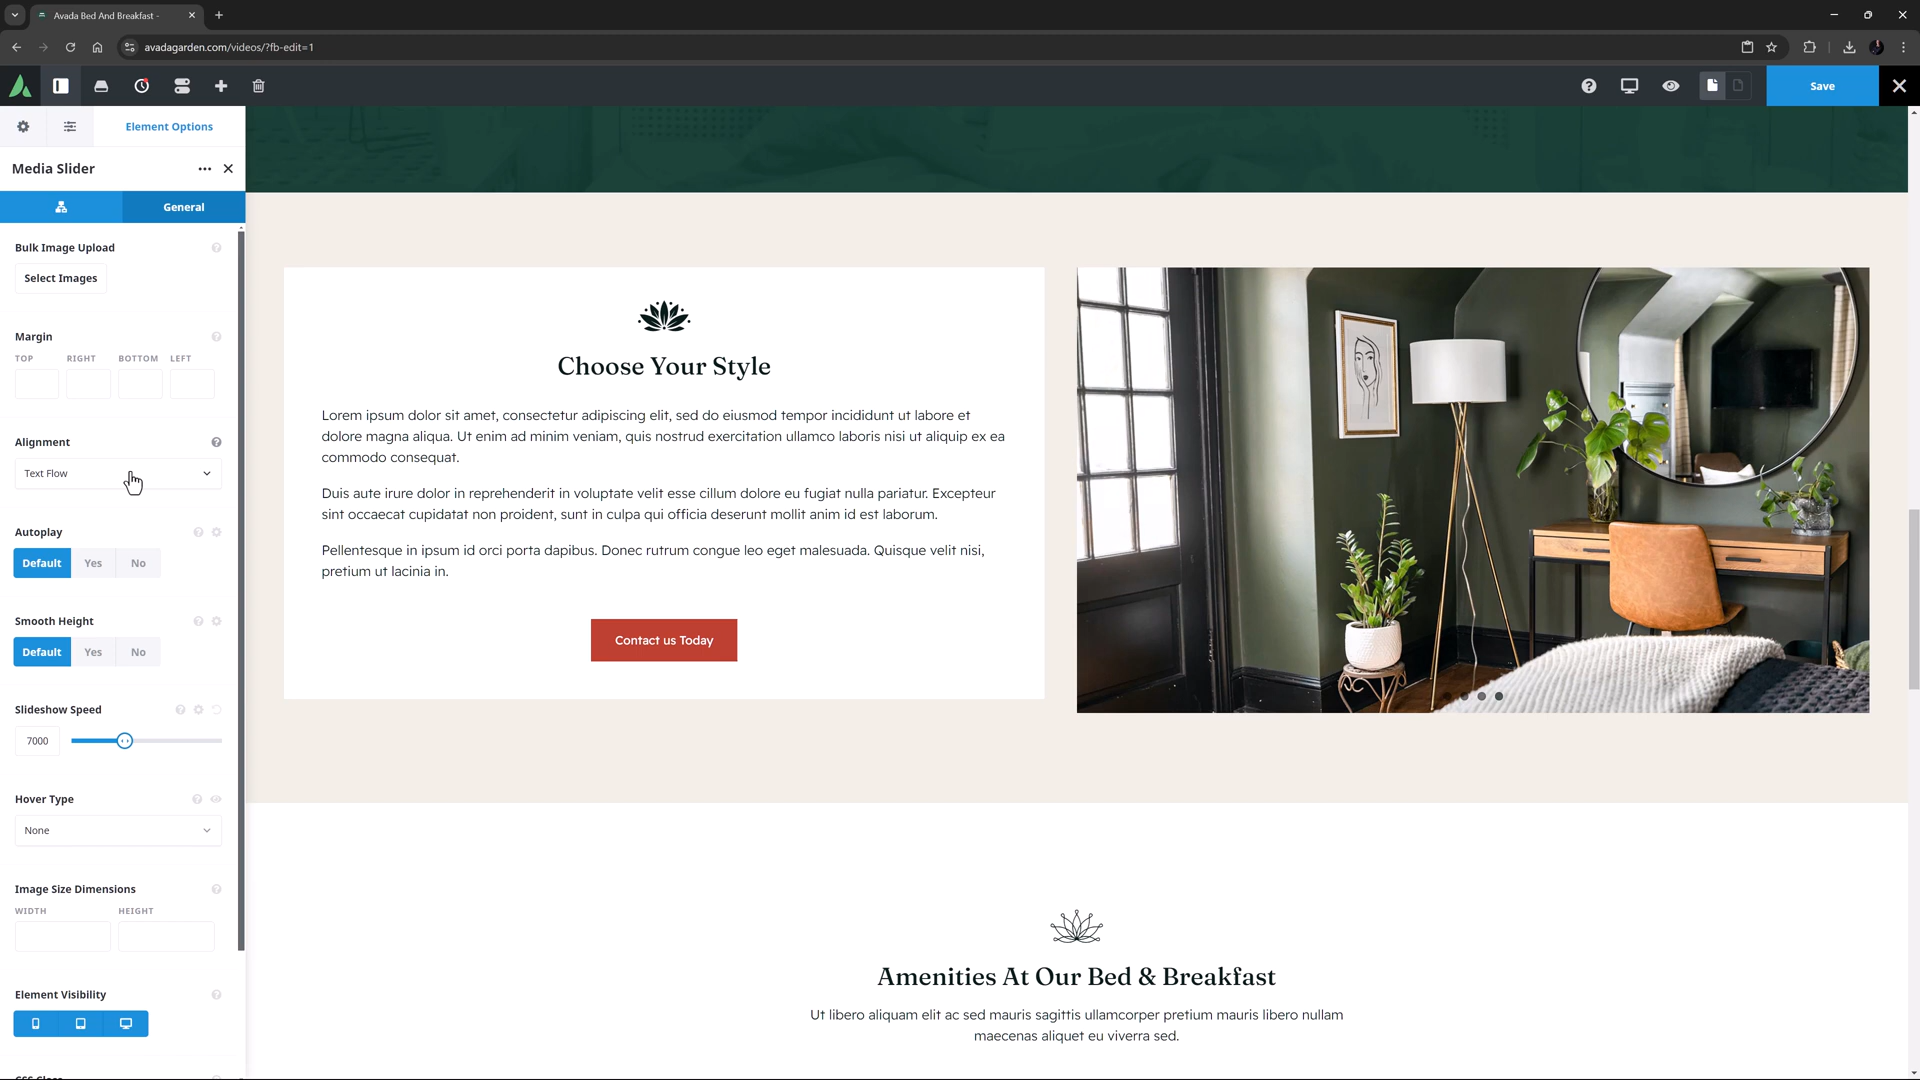 Avada Bed And Breakfast -
avadagarden.com/videos/?fb-edit=1
Save
Element Options
Media Slider
General
Bulk Image Upload
Select Images
Margin
TOP RIGHT BOTTOM LEFT
Alignment
Text Flow
Autoplay
Default Yes No
Smooth Height
Default Yes No
Slideshow Speed
7000
Hover Type
None
Image Size Dimensions
WIDTH HEIGHT
Element Visibility
Choose Your Style
Lorem ipsum dolor sit amet, consectetur adipiscing elit, sed do eiusmod tempor incididunt ut labore et
dolore magna aliqua. Ut enim ad minim veniam, quis nostrud exercitation ullamco laboris nisi ut aliquip ex ea
commodo consequat.
Duis aute irure dolor in reprehenderit in voluptate velit esse cillum dolore eu fugiat nulla pariatur. Excepteur
sint occaecat cupidatat non proident, sunt in culpa qui officia deserunt mollit anim id est laborum.
Pellentesque in ipsum id orci porta dapibus. Donec rutrum congue leo eget malesuada. Quisque velit nisi,
pretium ut lacinia in.
Contact us Today
Amenities At Our Bed & Breakfast
Ut libero aliquam elit ac sed mauris sagittis ullamcorper pretium mauris libero nullam
maecenas aliquet eu viverra sed.